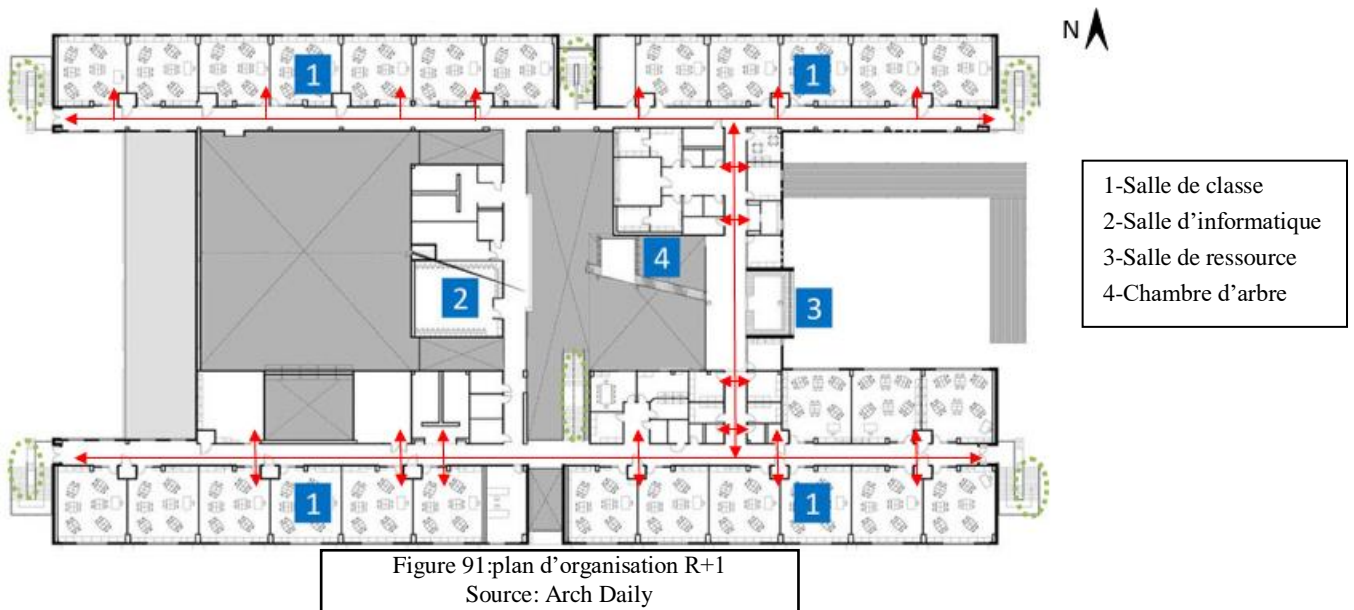 N
1
1
1-Salle de classe
2-Salle d’informatique
3-Salle de ressource
4-Chambre d’arbre
4
2
3
1
1
Figure 91:plan d’organisation R+1
Source: Arch Daily